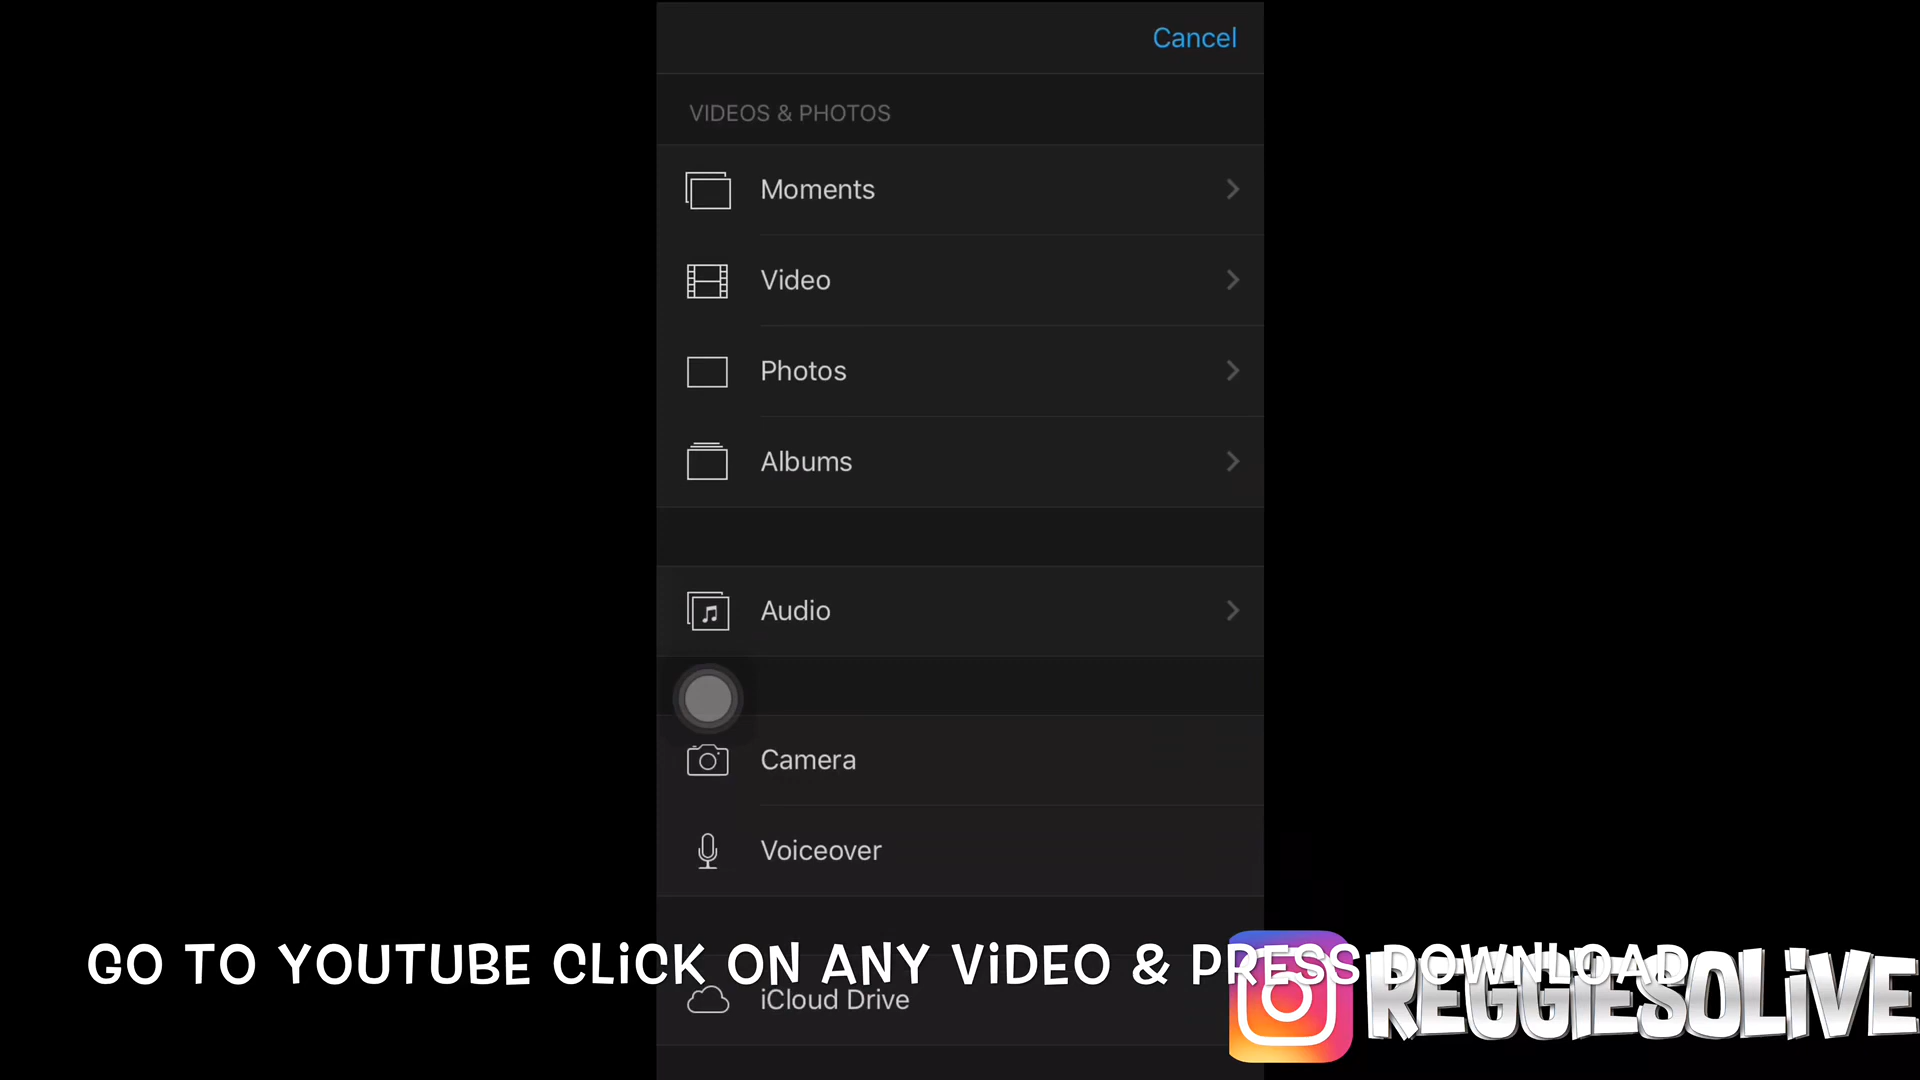 Cancel
VIDEOS & PHOTOS
Moments
Video
Photos
Albums
Audio
Camera
Voiceover
GO TO YOUTUBE CLiCK ON ANY ViDEO & PRESS DOWNLOAD
iCloud Drive
REGGIESOLiVE